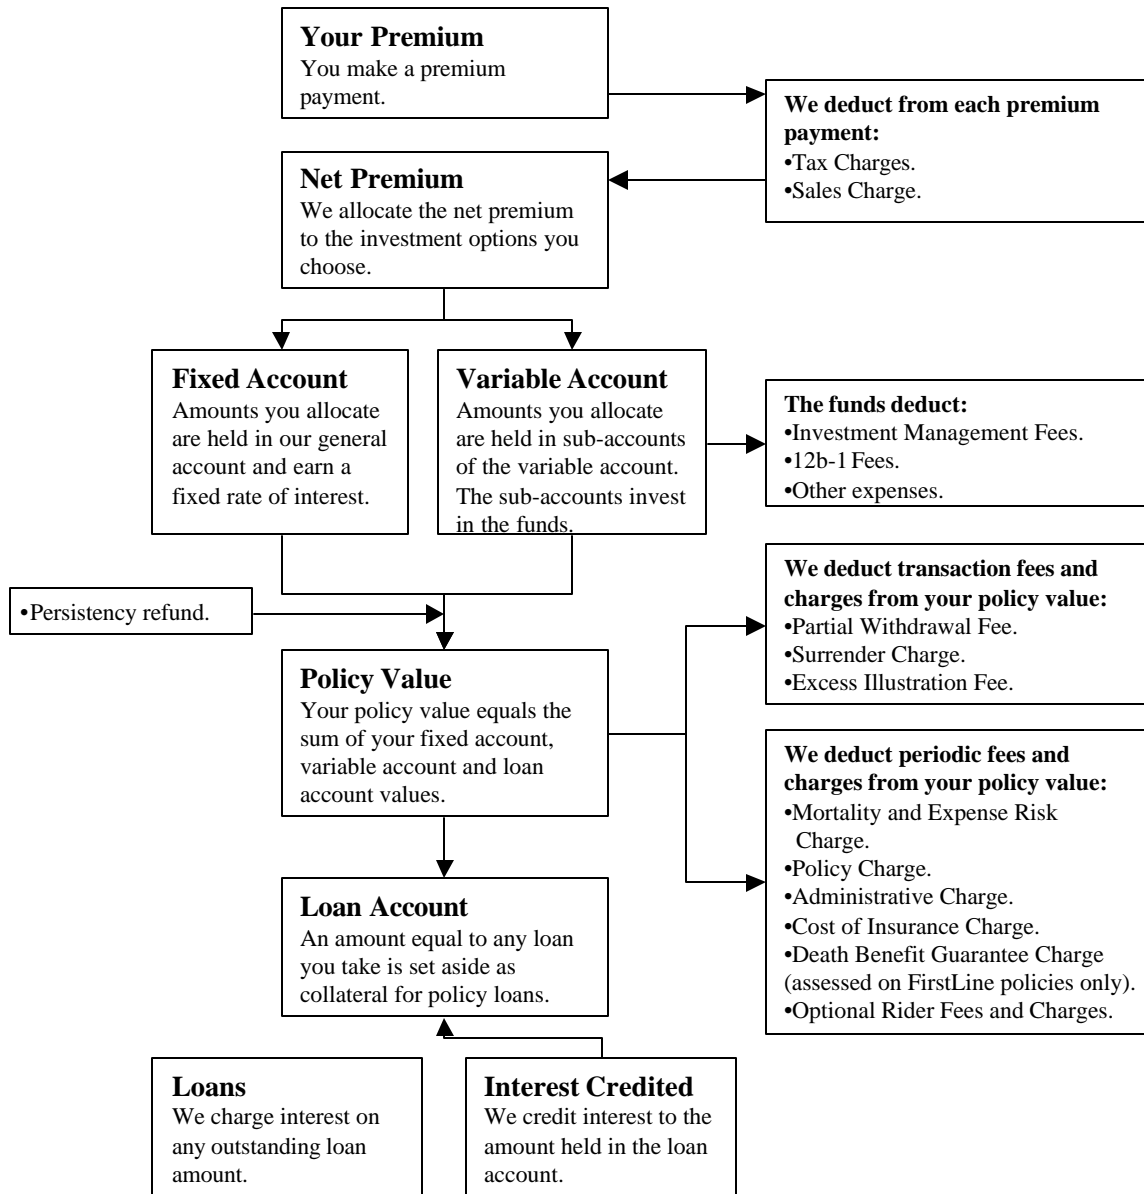 Your Premium
You make a premium
payment.
We deduct from each premium
payment:
•Tax Charges.
•Sales Charge.
Net Premium
We allocate the net premium
to the investment options you
choose.
Fixed Account
Amounts you allocate
are held in our general
account and earn a
fixed rate of interest.
Variable Account
Amounts you allocate
are held in sub-accounts
of the variable account.
The sub-accounts invest
in the funds.
The funds deduct:
•Investment Management Fees.
•12b-1 Fees.
•Other expenses.
•Persistency refund.
We deduct transaction fees and
charges from your policy value:
•Partial Withdrawal Fee.
•Surrender Charge.
•Excess Illustration Fee.
Policy Value
Your policy value equals the
sum of your fixed account,
variable account and loan
account values.
We deduct periodic fees and
charges from your policy value:
•Mortality and Expense Risk
Charge.
•Policy Charge.
•Administrative Charge.
•Cost of Insurance Charge.
•Death Benefit Guarantee Charge
(assessed on FirstLine policies only).
•Optional Rider Fees and Charges.
Loan Account
An amount equal to any loan
you take is set aside as
collateral for policy loans.
Loans
We charge interest on
any outstanding loan
amount.
Interest Credited
We credit interest to the
amount held in the loan
account.